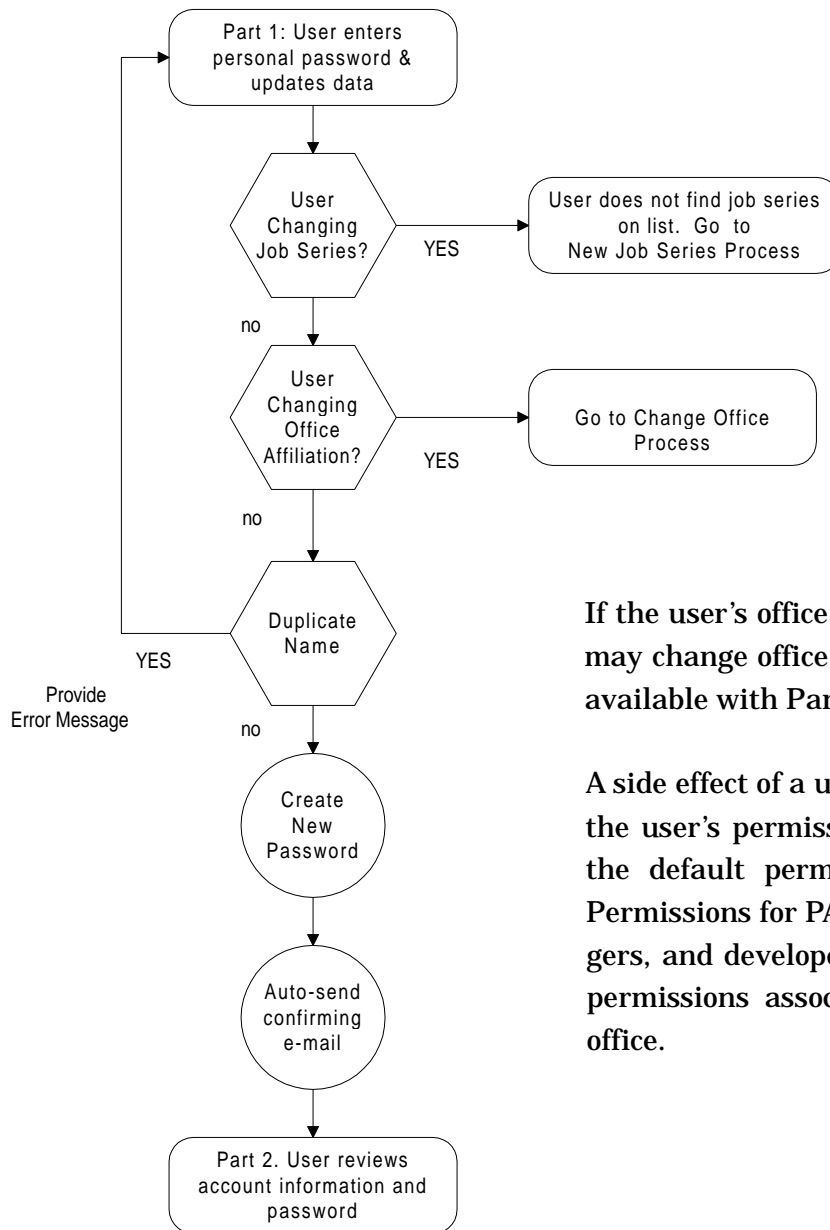 Part 1: User enters
personal password &
updates data
User
Changing
Job Series?
YES
User does not find job series
on list. Go to
New Job Series Process
no
User
Changing
Office
Affiliation?
YES
Go to Change Office
Process
no
Duplicate
Name
YES
Provide
Error Message
no
Create
New
Password
Auto-send
confirming
e-mail
Part 2. User reviews
account information and
password
If the user’s office
may change office
available with Par
A side effect of a u
the user’s permiss
the default perm
Permissions for PA
gers, and develope
permissions assoc
office.